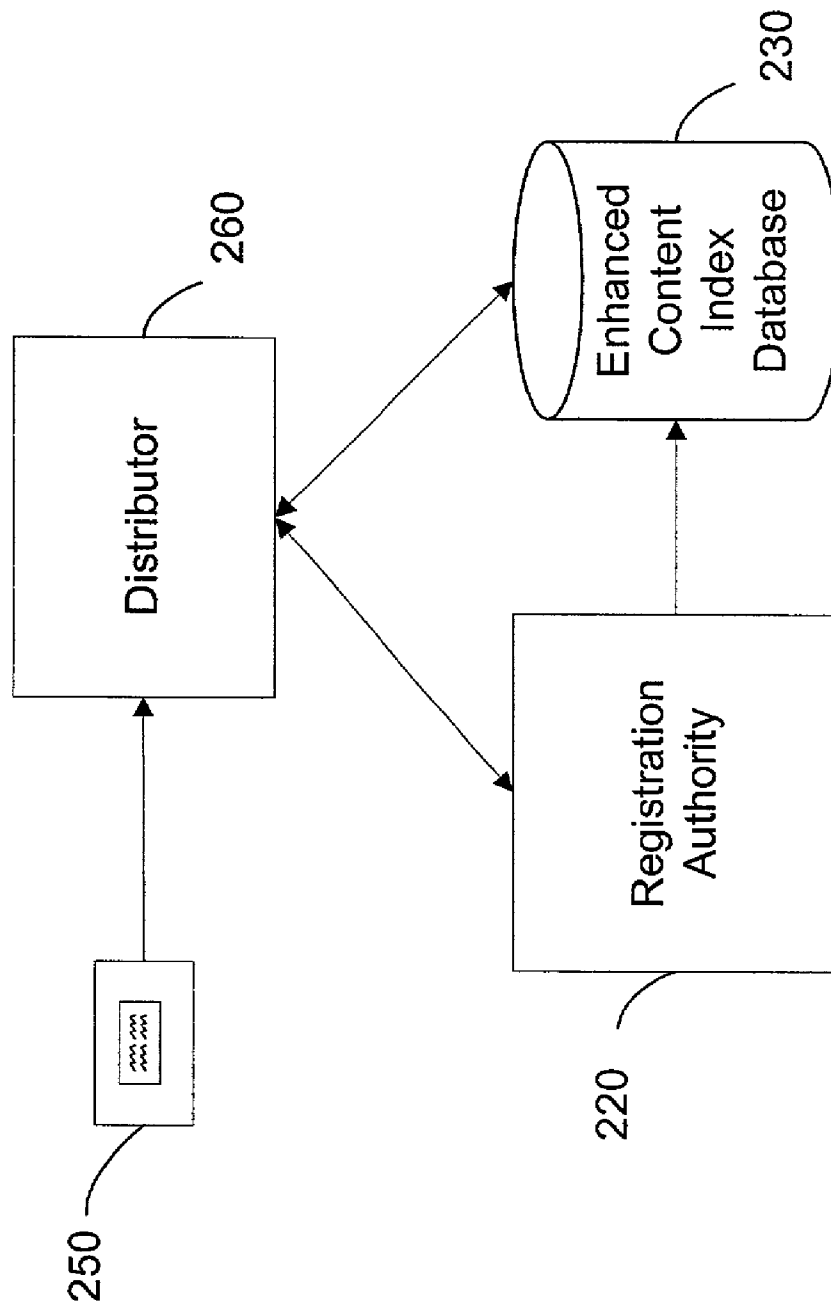 250
Distributor
260
220
Registration
Authority
Enhanced
Content
Index
Database
230